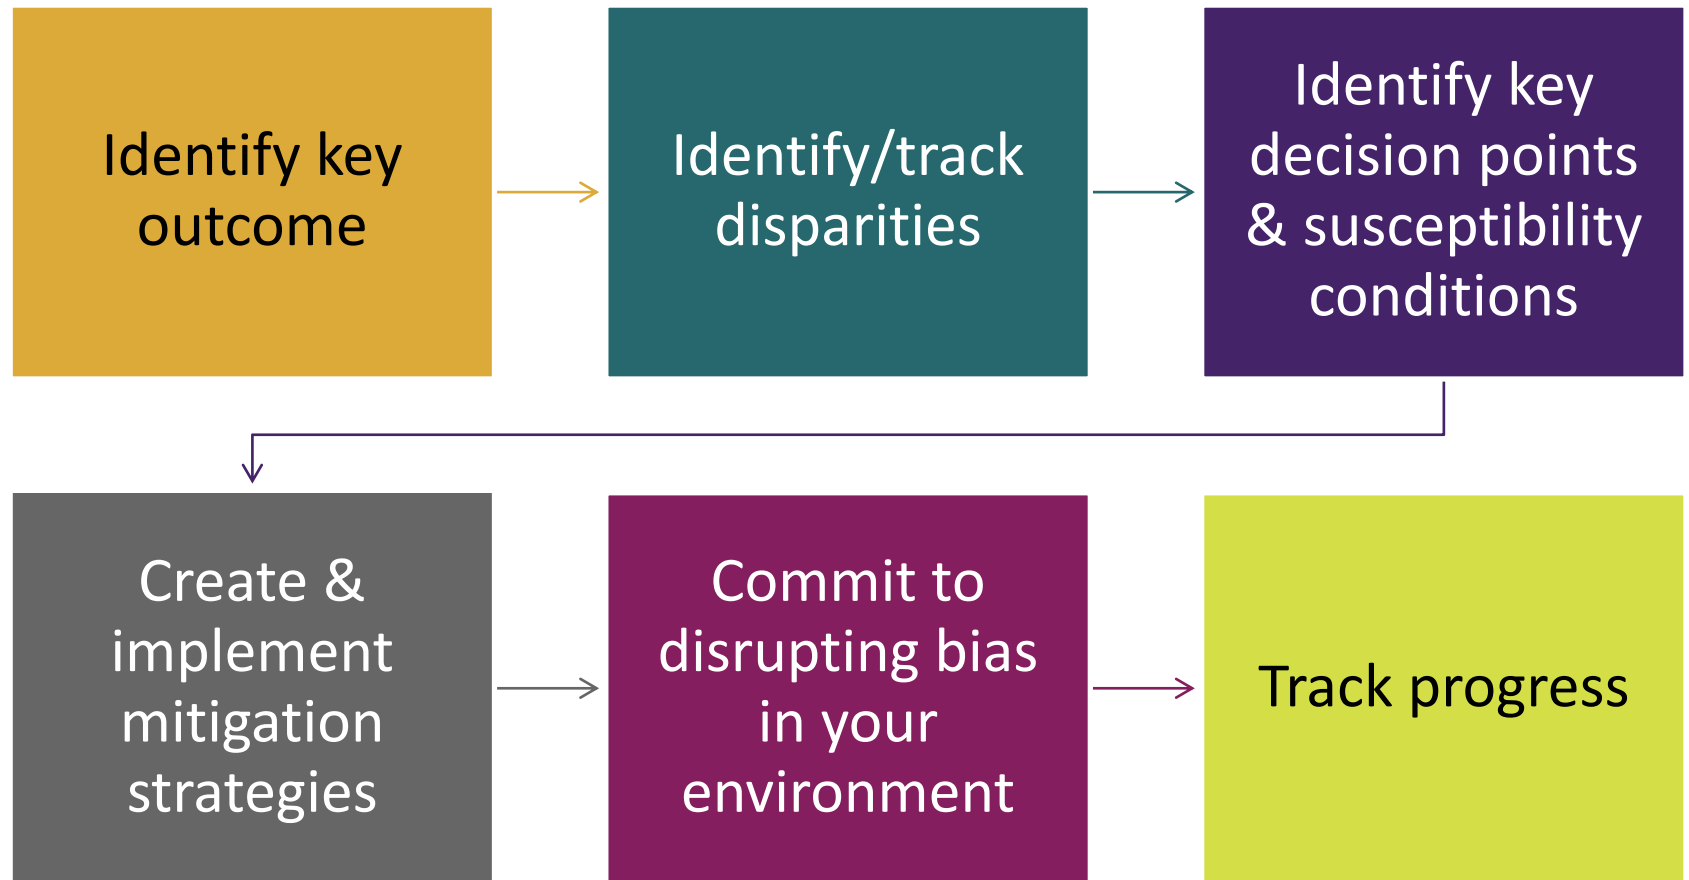 Identify key
outcome
Identify/track
disparities
Identify key
decision points
& susceptibility
conditions
Create &
implement
mitigation
strategies
Commit to
disrupting bias
in your
environment
Track progress